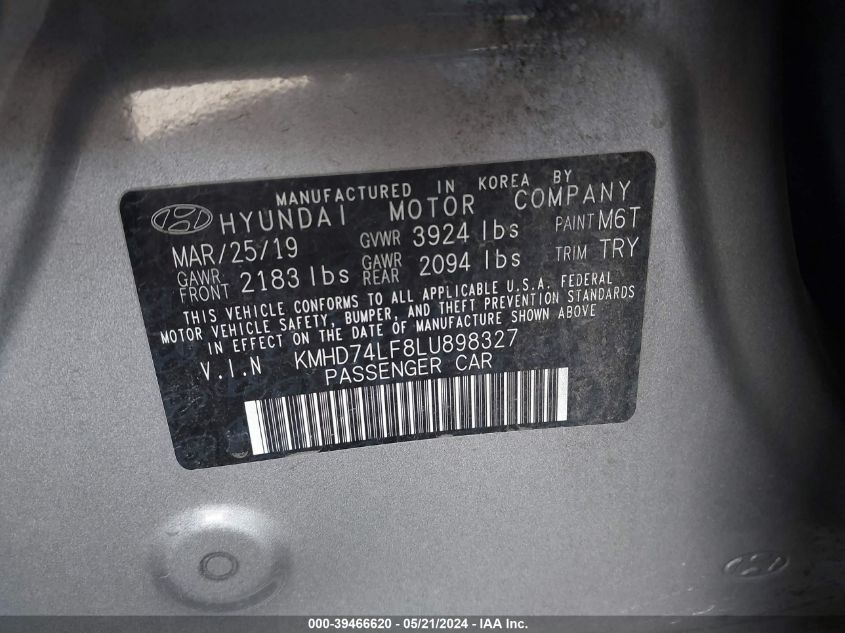 MANUFACTURED IN KOREA BY
HYUNDAI MOTOR COMPANY
MAR/25/19 GVWR 3924 lbs PAINT M6T
GAWR FRONT 2183 lbs GAWR REAR 2094 lbs TRIM TRY
THIS VEHICLE CONFORMS TO ALL APPLICABLE U.S.A. FEDERAL
MOTOR VEHICLE SAFETY, BUMPER, AND THEFT PREVENTION STANDARDS
IN EFFECT ON THE DATE OF MANUFACTURE SHOWN ABOVE.
V.I.N KMHD74LF8LU898327
PASSENGER CAR
000-39466620 - 05/21/2024 - IAA Inc.